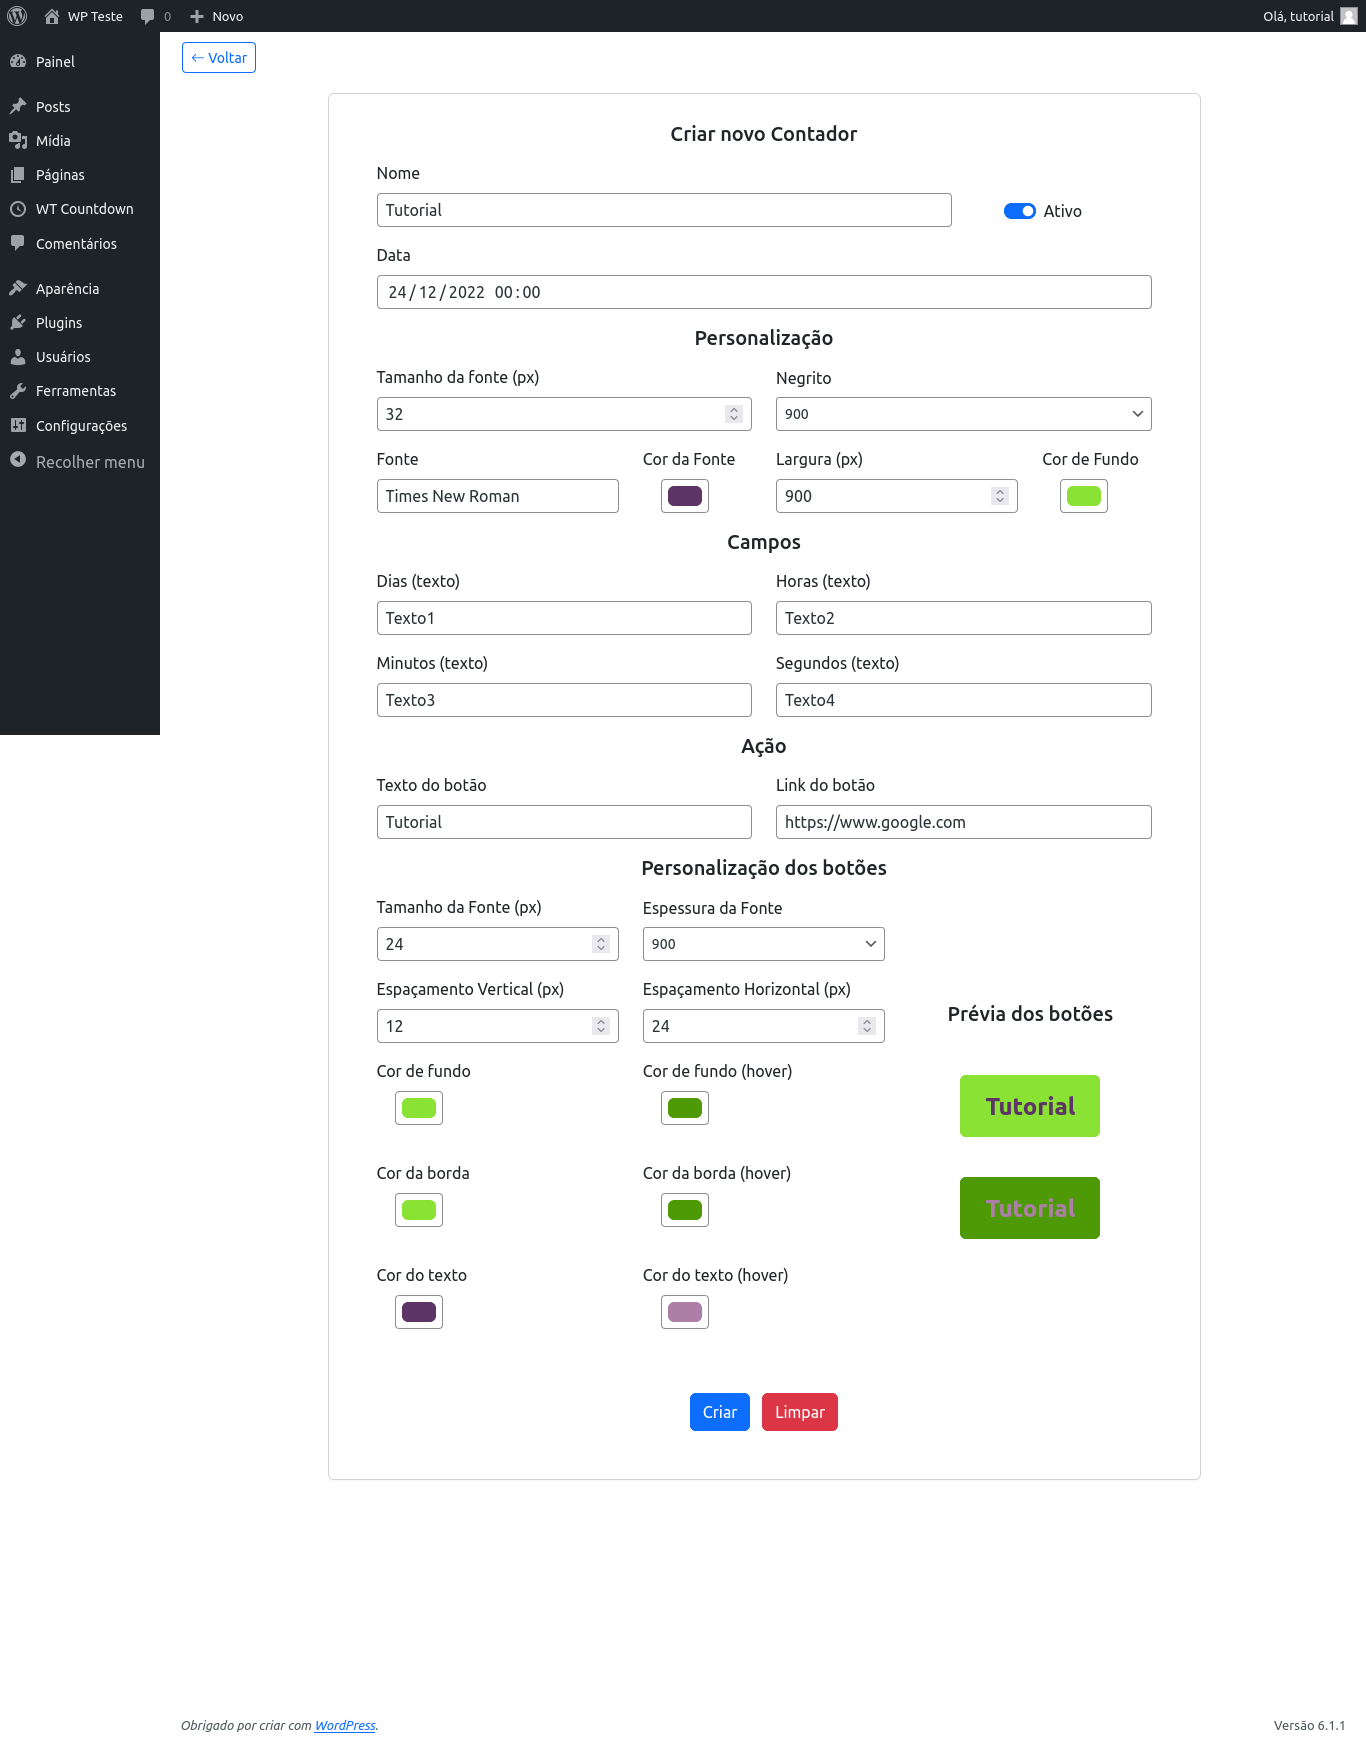 WP Teste 0 Novo Olá, tutorial
Painel
Posts
Mídia
Páginas
WT Countdown
Comentários
Aparência
Plugins
Usuários
Ferramentas
Configurações
Recolher menu
← Voltar
Criar novo Contador
Nome
Tutorial Ativo
Data
24/12/2022 00:00
Personalização
Tamanho da fonte (px) Negrito
32 900
Fonte Cor da Fonte Largura (px) Cor de Fundo
Times New Roman 900
Campos
Dias (texto) Horas (texto)
Texto1 Texto2
Minutos (texto) Segundos (texto)
Texto3 Texto4
Ação
Texto do botão Link do botão
Tutorial https://www.google.com
Personalização dos botões
Tamanho da Fonte (px) Espessura da Fonte
24 900
Espaçamento Vertical (px) Espaçamento Horizontal (px)
12 24
Prévia dos botões
Cor de fundo Cor de fundo (hover)
Tutorial
Cor da borda Cor da borda (hover)
Tutorial
Cor do texto Cor do texto (hover)
Criar Limpar
Obrigado por criar com WordPress. Versão 6.1.1